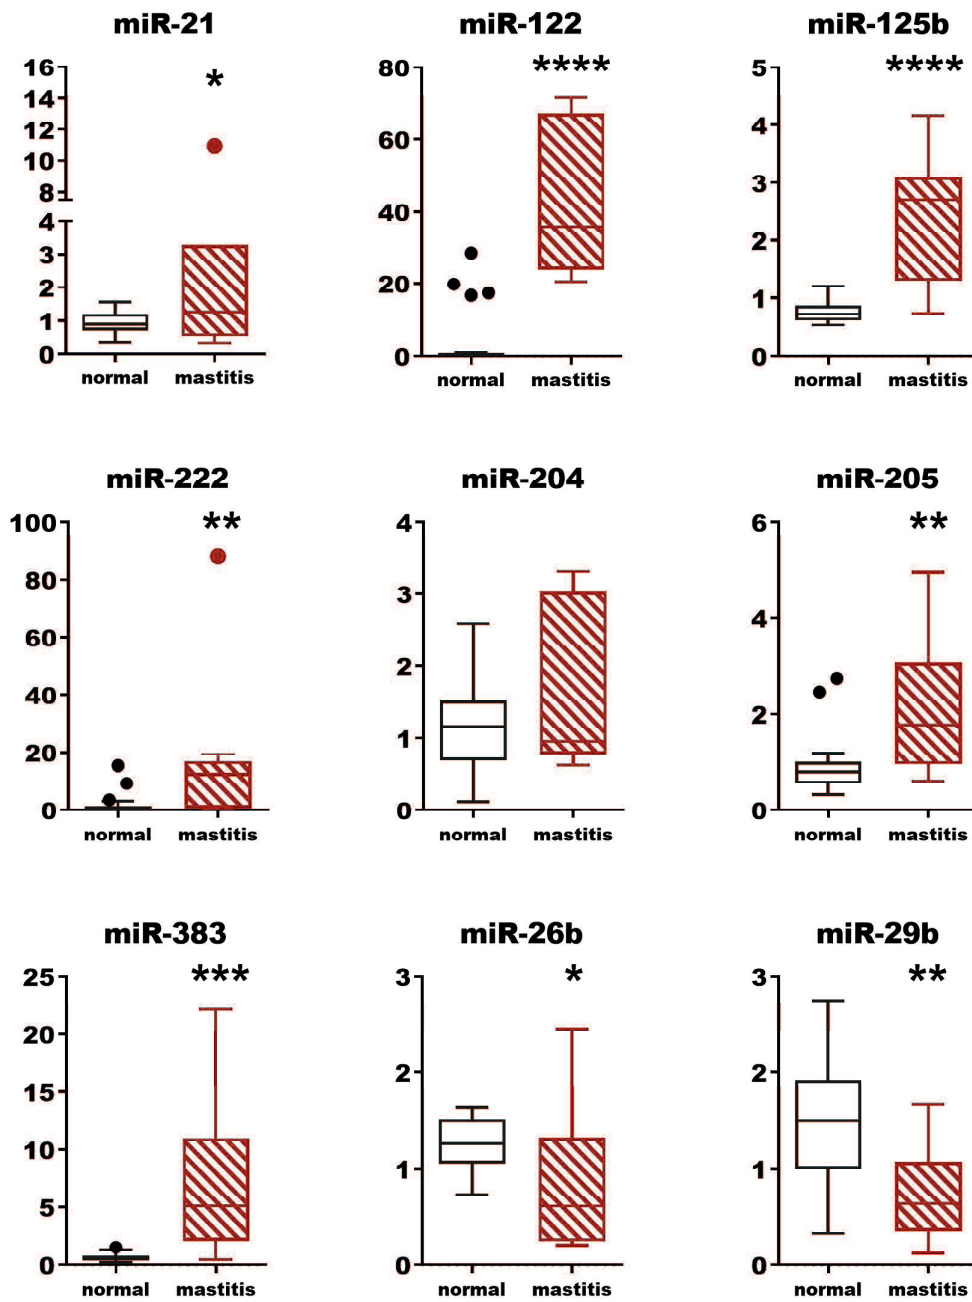 miR-21 miR-122 miR-125b
* **** ****
16 80 5
14
12 60 4
10
8 3
4 40
3 2
2 20
1 1
0 0 0
normal mastitis normal mastitis normal mastitis
miR-222 miR-204 miR-205
** **
100 4 6
80 3
60 4
2
40
20 1 2
0 0 0
normal mastitis normal mastitis normal mastitis
miR-383 miR-26b miR-29b
*** * **
25 3 3
20
15 2 2
10
5 1 1
0 0 0
normal mastitis normal mastitis normal mastitis